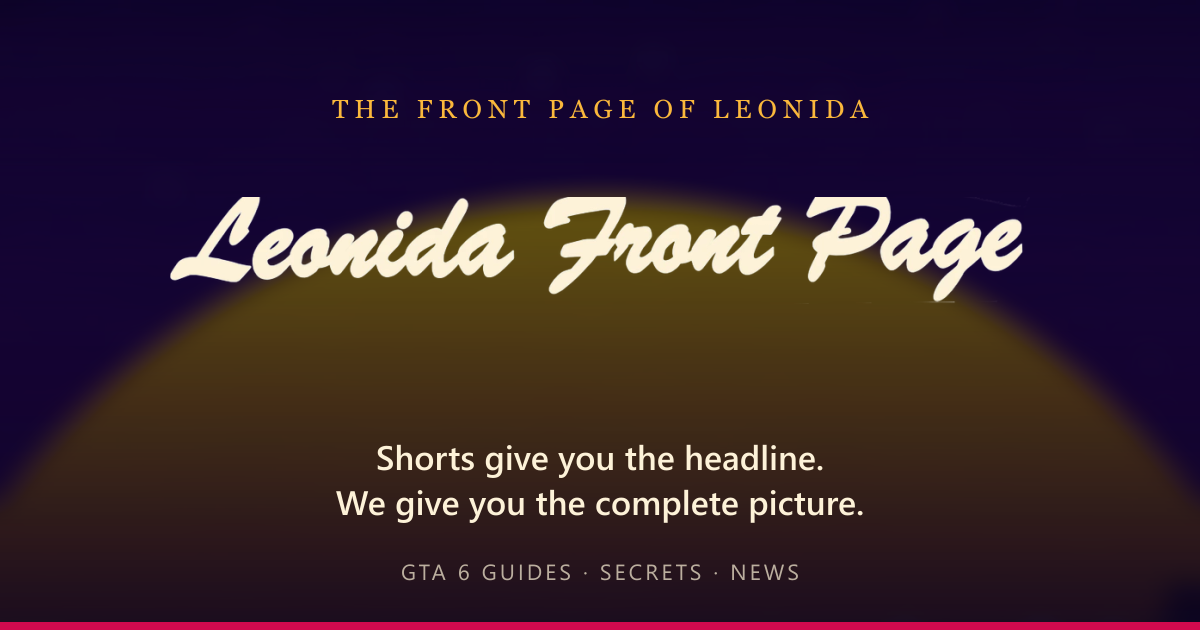 THE FRONT PAGE OF LEONIDA
Leonida Front Page
Shorts give you the headline.
We give you the complete picture.
GTA 6 GUIDES · SECRETS · NEWS